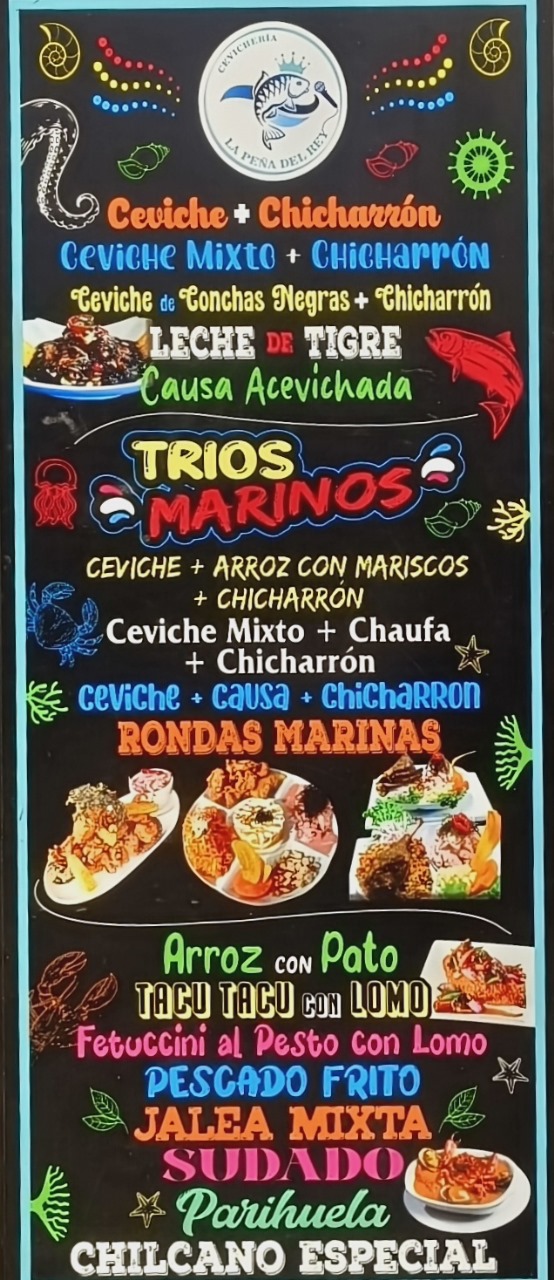 CEVICHERÍA
LA PEÑA DEL REY
Ceviche + Chicharrón
Ceviche Mixto + Chicharrón
Ceviche de Conchas Negras + Chicharrón
LECHE DE TIGRE
Causa Acevichada
TRIOS
MARINOS
CEVICHE + ARROZ CON MARISCOS
+ CHICHARRÓN
Ceviche Mixto + Chaufa
+ Chicharrón
ceviche + causa + chicharron
RONDAS MARINAS
Arroz con Pato
TACU TACU CON LOMO
Fetuccini al Pesto con Lomo
PESCADO FRITO
JALEA MIXTA
SUDADO
Parihuela
CHILCANO ESPECIAL